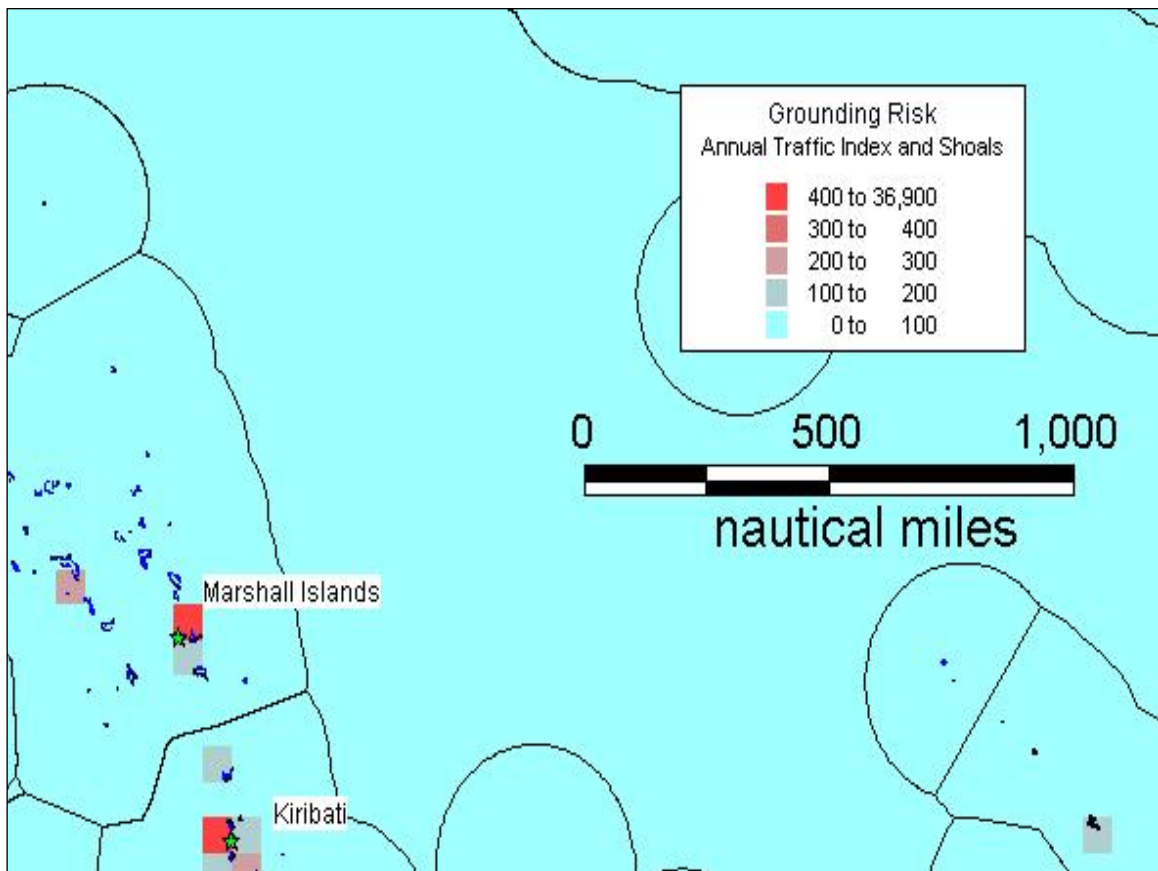 Grounding Risk
Annual Traffic Index and Shoals
400 to 36,900
300 to 400
200 to 300
100 to 200
0 to 100
0 500 1,000
nautical miles
Marshall Islands
Kiribati